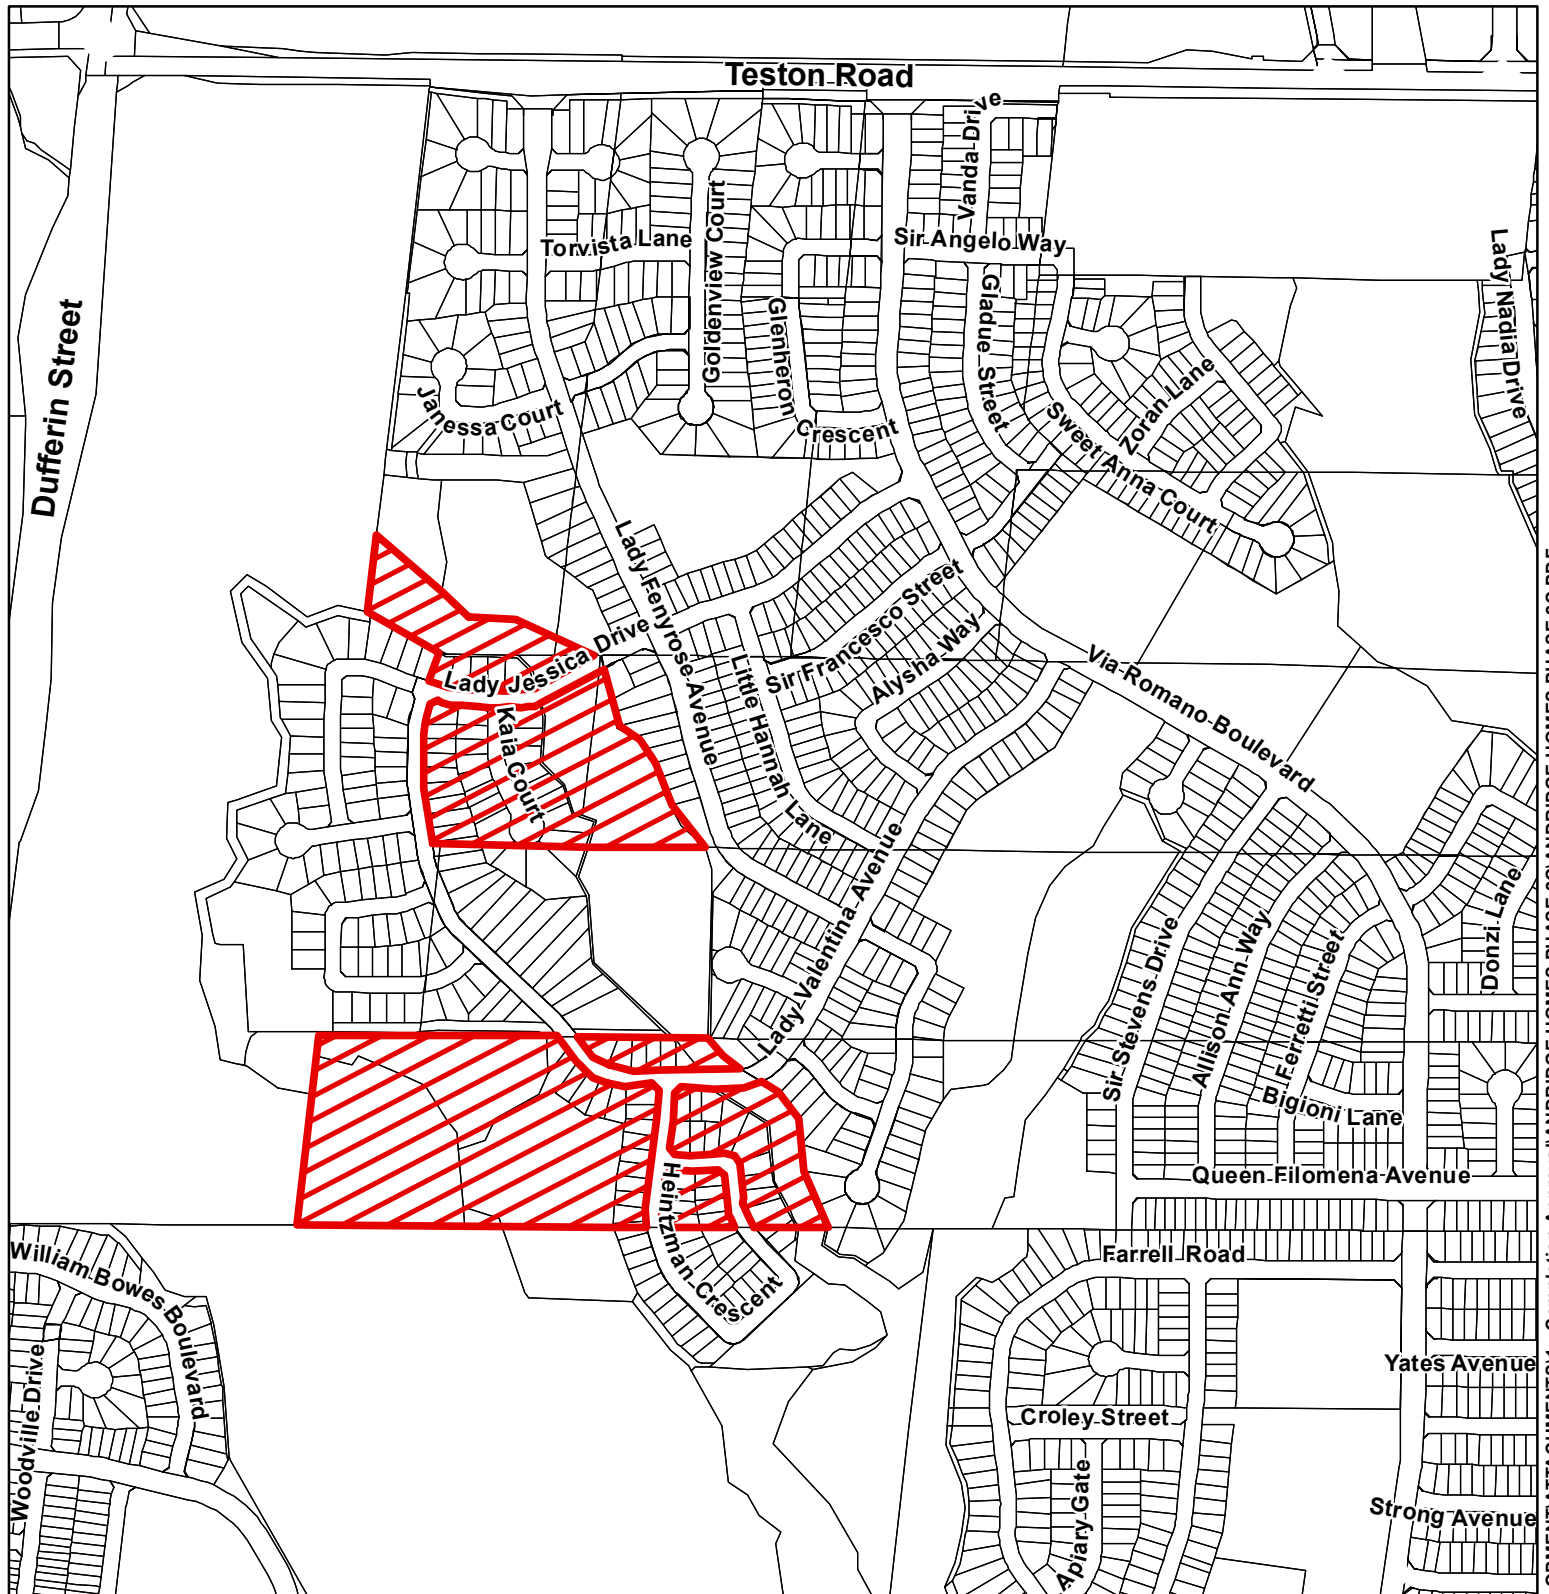 Teston Road
Vanda Drive
Dufferin Street
Torvista Lane
Goldenview Court
Sir Angelo Way
Lady Nadia Drive
Glenheron Crescent
Gladue Street
Janessa Court
Zoran Lane
Sweet Anna Court
Lady Fenyrose Avenue
Sir Francesco Street
Lady Jessica Drive
Alysha Way
Little Hannah Lane
Via Romano Boulevard
Kaia Court
Lady Valentina Avenue
Donzi Lane
Sir Stevens Drive
Allison Ann Way
Ferretti Street
Bigioni Lane
Queen Filomena Avenue
Heintzman Crescent
Farrell Road
William Bowes Boulevard
Woodville Drive
Yates Avenue
Croley Street
Apiary Gate
Strong Avenue